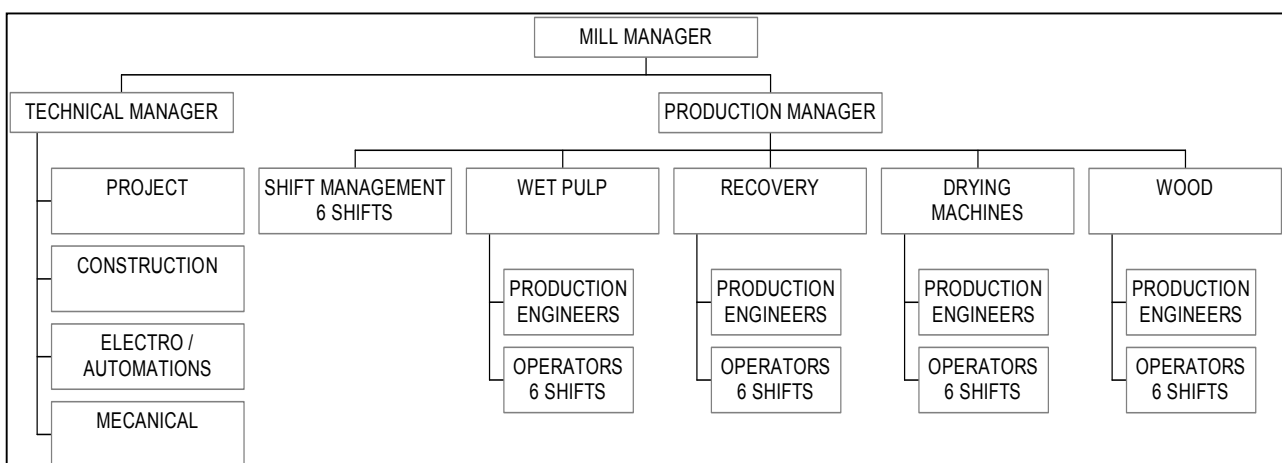 MILL MANAGER
TECHNICAL MANAGER
PRODUCTION MANAGER
PROJECT
CONSTRUCTION
ELECTRO /
AUTOMATIONS
MECANICAL
SHIFT MANAGEMENT
6 SHIFTS
WET PULP
PRODUCTION
ENGINEERS
OPERATORS
6 SHIFTS
RECOVERY
PRODUCTION
ENGINEERS
OPERATORS
6 SHIFTS
DRYING
MACHINES
PRODUCTION
ENGINEERS
OPERATORS
6 SHIFTS
WOOD
PRODUCTION
ENGINEERS
OPERATORS
6 SHIFTS